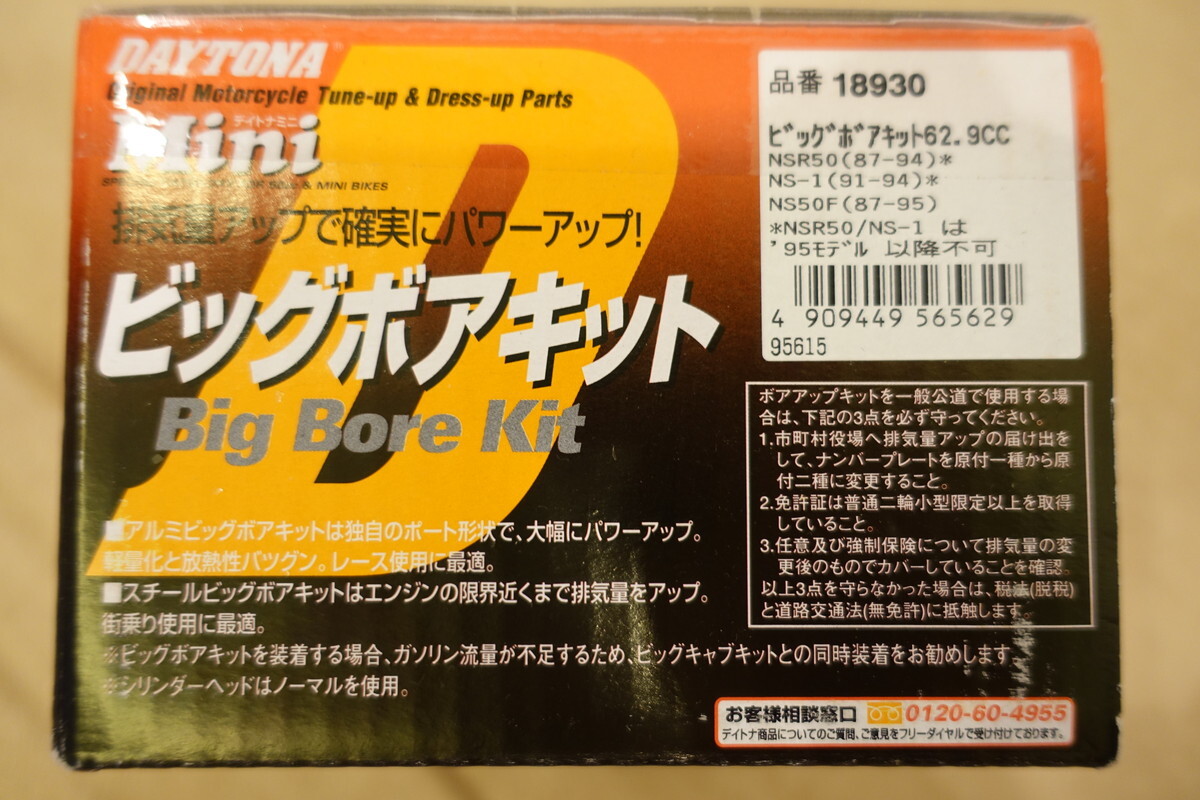 DAYTONA
Original Motorcycle Tune-up & Dress-up Parts
デイトナミニ
Mini
& MINI BIKES
排気量アップで確実にパワーアップ!
ビッグボアキット
Big Bore Kit
■アルミビッグボアキットは独自のポート形状で、大幅にパワーアップ。
軽量化と放熱性バツグン。レース使用に最適。
■スチールビッグボアキットはエンジンの限界近くまで排気量をアップ。
街乗り使用に最適。
※ビッグボアキットを装着する場合、ガソリン流量が不足するため、ビッグキャブキットとの同時装着をお勧めします。
※シリンダーヘッドはノーマルを使用。
品番 18930
ビッグボアキット62.9CC
NSR50(87-94)*
NS-1(91-94)*
NS50F(87-95)
*NSR50/NS-1 は
'95モデル 以降不可
4 909449 565629
95615
ボアアップキットを一般公道で使用する場
合は、下記の3点を必ず守ってください。
1.市町村役場へ排気量アップの届け出を
して、ナンバープレートを原付一種から原
付二種に変更すること。
2.免許証は普通二輪小型限定以上を取得
していること。
3.任意及び強制保険について排気量の変
更後のものでカバーしていることを確認。
以上3点を守らなかった場合は、税法(脱税)
と道路交通法(無免許)に抵触します。
お客様相談窓口 0120-60-4955
デイトナ商品についてのご質問、ご意見をフリーダイヤルで受け付けております。